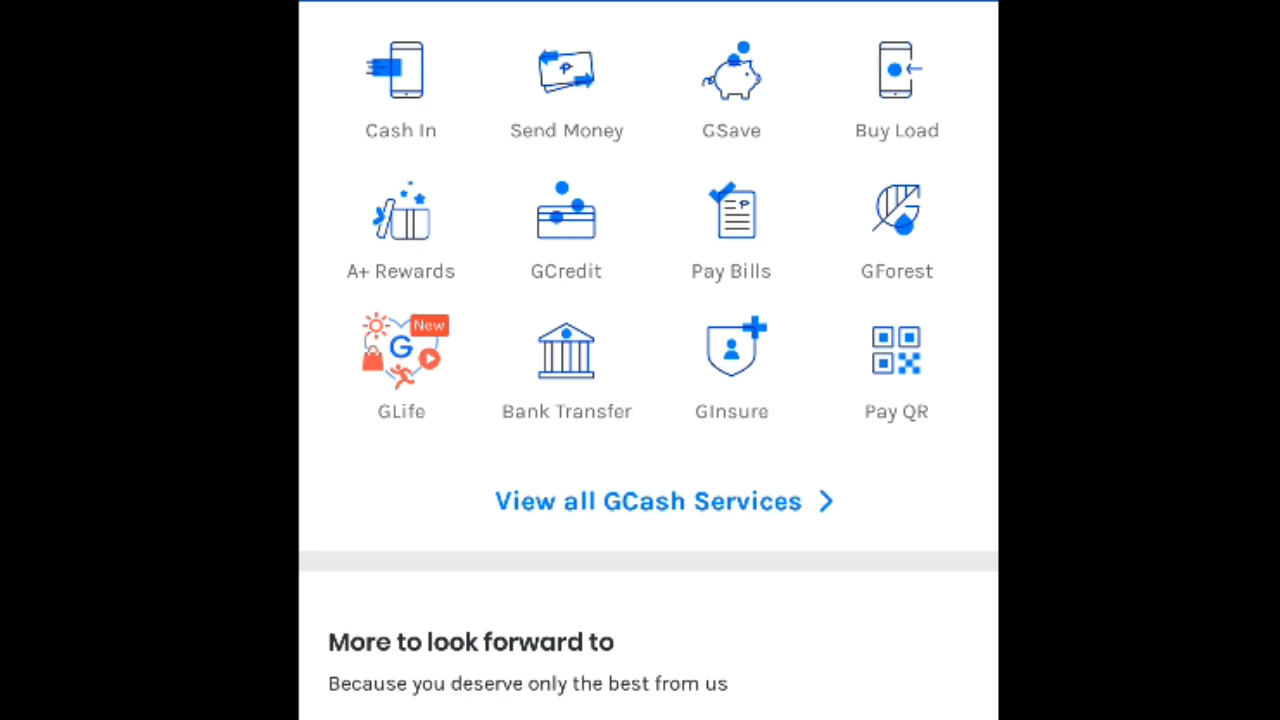 Cash In
Send Money
GSave
Buy Load
A+ Rewards
GCredit
Pay Bills
GForest
New
GLife
Bank Transfer
GInsure
Pay QR
View all GCash Services
More to look forward to
Because you deserve only the best from us